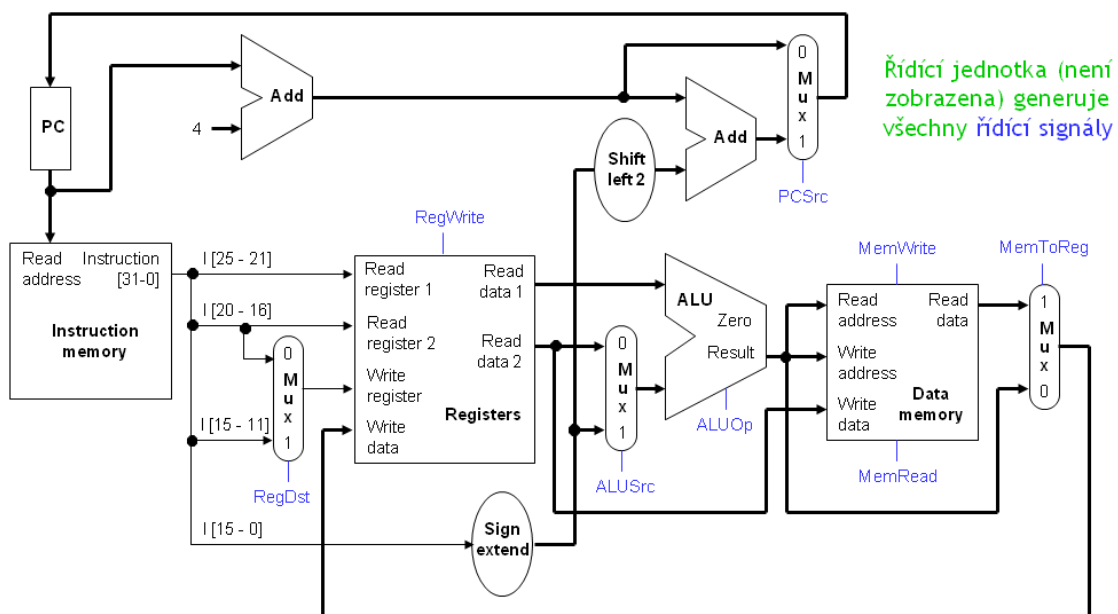 Řídící jednotka (není
zobrazena) generuje
všechny řídící signály
PC
4
Add
Shift
left 2
Add
0
M
u
x
1
PCSrc
Read
address
Instruction
[31-0]
Instruction
memory
I [25 - 21]
I [20 - 16]
I [15 - 11]
I [15 - 0]
0
M
u
x
1
RegDst
RegWrite
Read
register 1
Read
register 2
Write
register
Write
data
Read
data 1
Read
data 2
Registers
Sign
extend
0
M
u
x
1
ALUSrc
ALU
Zero
Result
ALUOp
MemWrite
Read
address
Write
address
Write
data
Read
data
Data
memory
MemRead
MemToReg
1
M
u
x
0